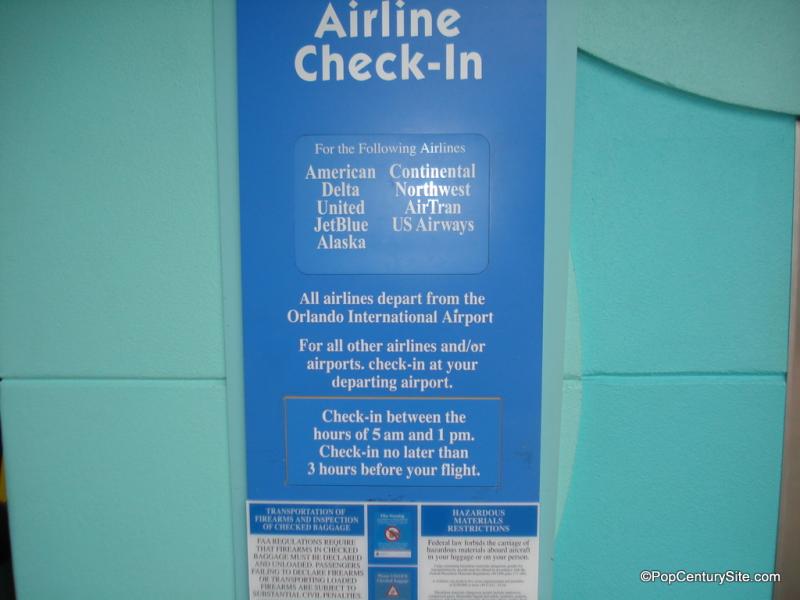 Airline
Check-In
For the Following Airlines
American Continental
Delta Northwest
United AirTran
JetBlue US Airways
Alaska
All airlines depart from the
Orlando International Airport
For all other airlines and/or
airports. check-in at your
departing airport.
Check-in between the
hours of 5 am and 1 pm.
Check-in no later than
3 hours before your flight.
TRANSPORTATION OF
FIREARMS AND INSPECTION
OF CHECKED BAGGAGE
FAA REGULATIONS REQUIRE
THAT FIREARMS IN CHECKED
BAGGAGE MUST BE DECLARED
AND UNLOADED. PASSENGERS
FAILING TO DECLARE FIREARMS
OR TRANSPORTING LOADED
FIREARMS ARE SUBJECT TO
SUBSTANTIAL CIVIL PENALTIES
HAZARDOUS
MATERIALS
RESTRICTIONS
Federal law forbids the carriage of
hazardous materials aboard aircraft
in your luggage or on your person.
©PopCenturySite.com